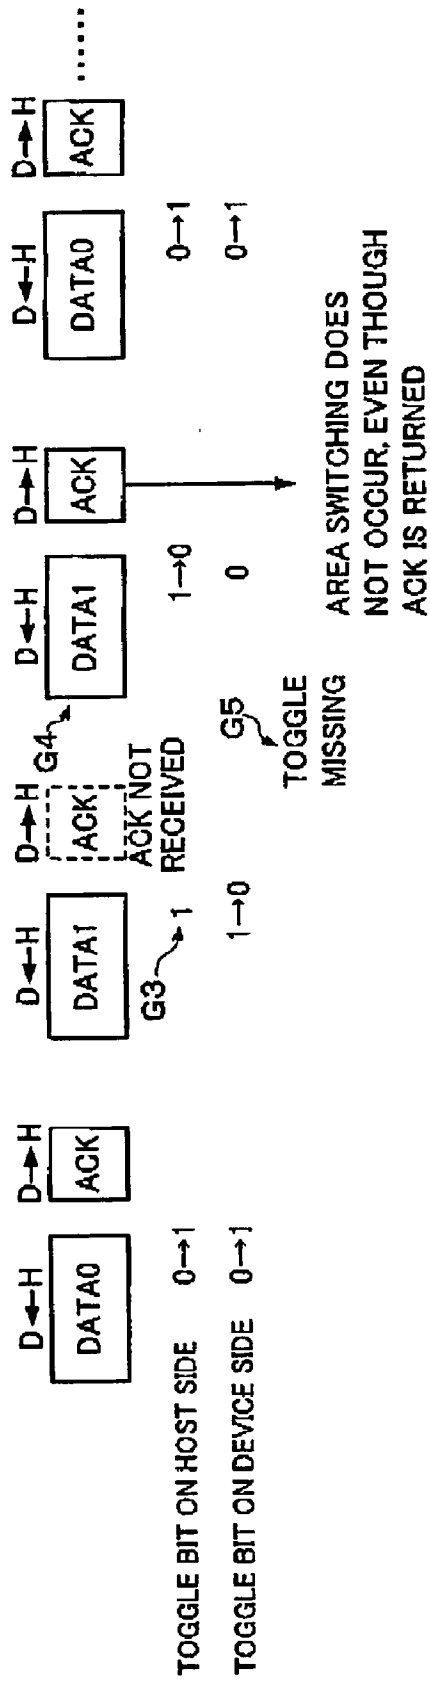 D←H D→H D←H D→H D←H D→H D←H D→H
DATA0 ACK DATA1 ACK DATA1 ACK DATA0 ACK ......
G4
ACK NOT
RECEIVED
G3
TOGGLE BIT ON HOST SIDE 0→1 1 1→0 0→1
TOGGLE BIT ON DEVICE SIDE 0→1 1→0 0 0→1
G5
TOGGLE
MISSING
AREA SWITCHING DOES
NOT OCCUR, EVEN THOUGH
ACK IS RETURNED